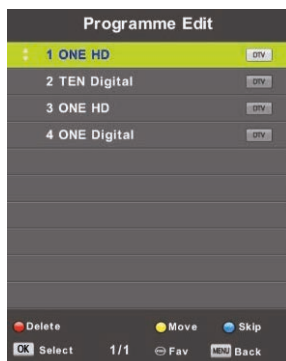 Programme Edit
1 ONE HD DTV
2 TEN Digital DTV
3 ONE HD DTV
4 ONE Digital DTV
Delete Move Skip
OK Select 1/1 Fav MENU Back